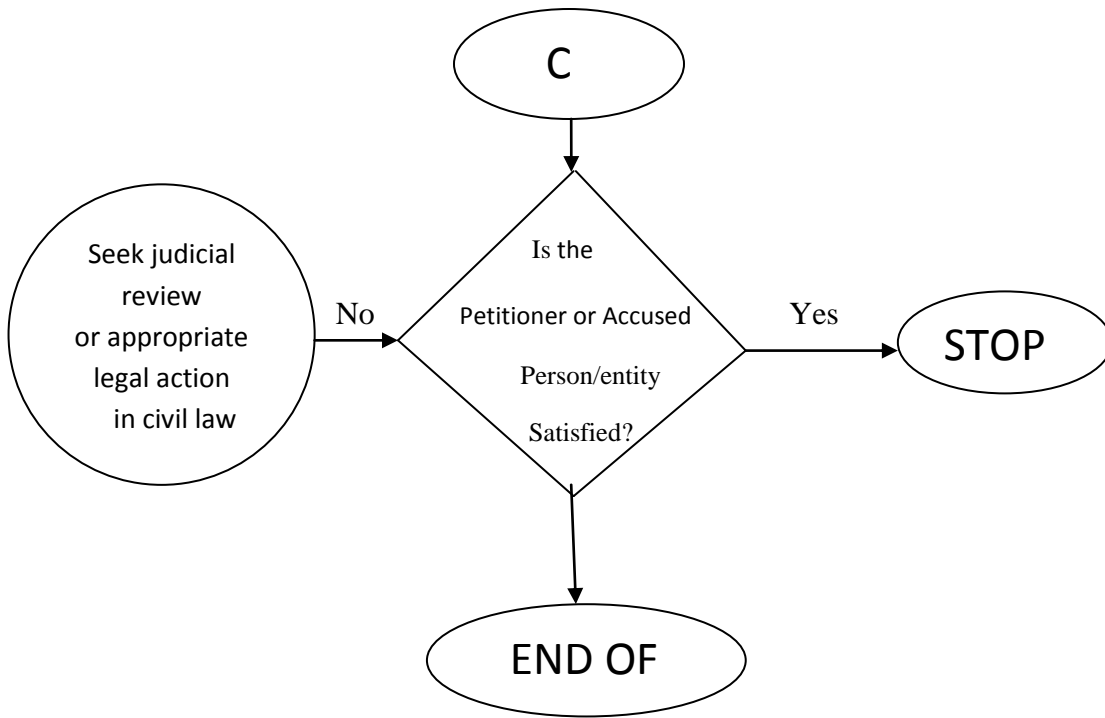 C
Is the
Petitioner or Accused
Person/entity
Satisfied?
Seek judicial
review
or appropriate
legal action
in civil law
No
Yes
STOP
END OF